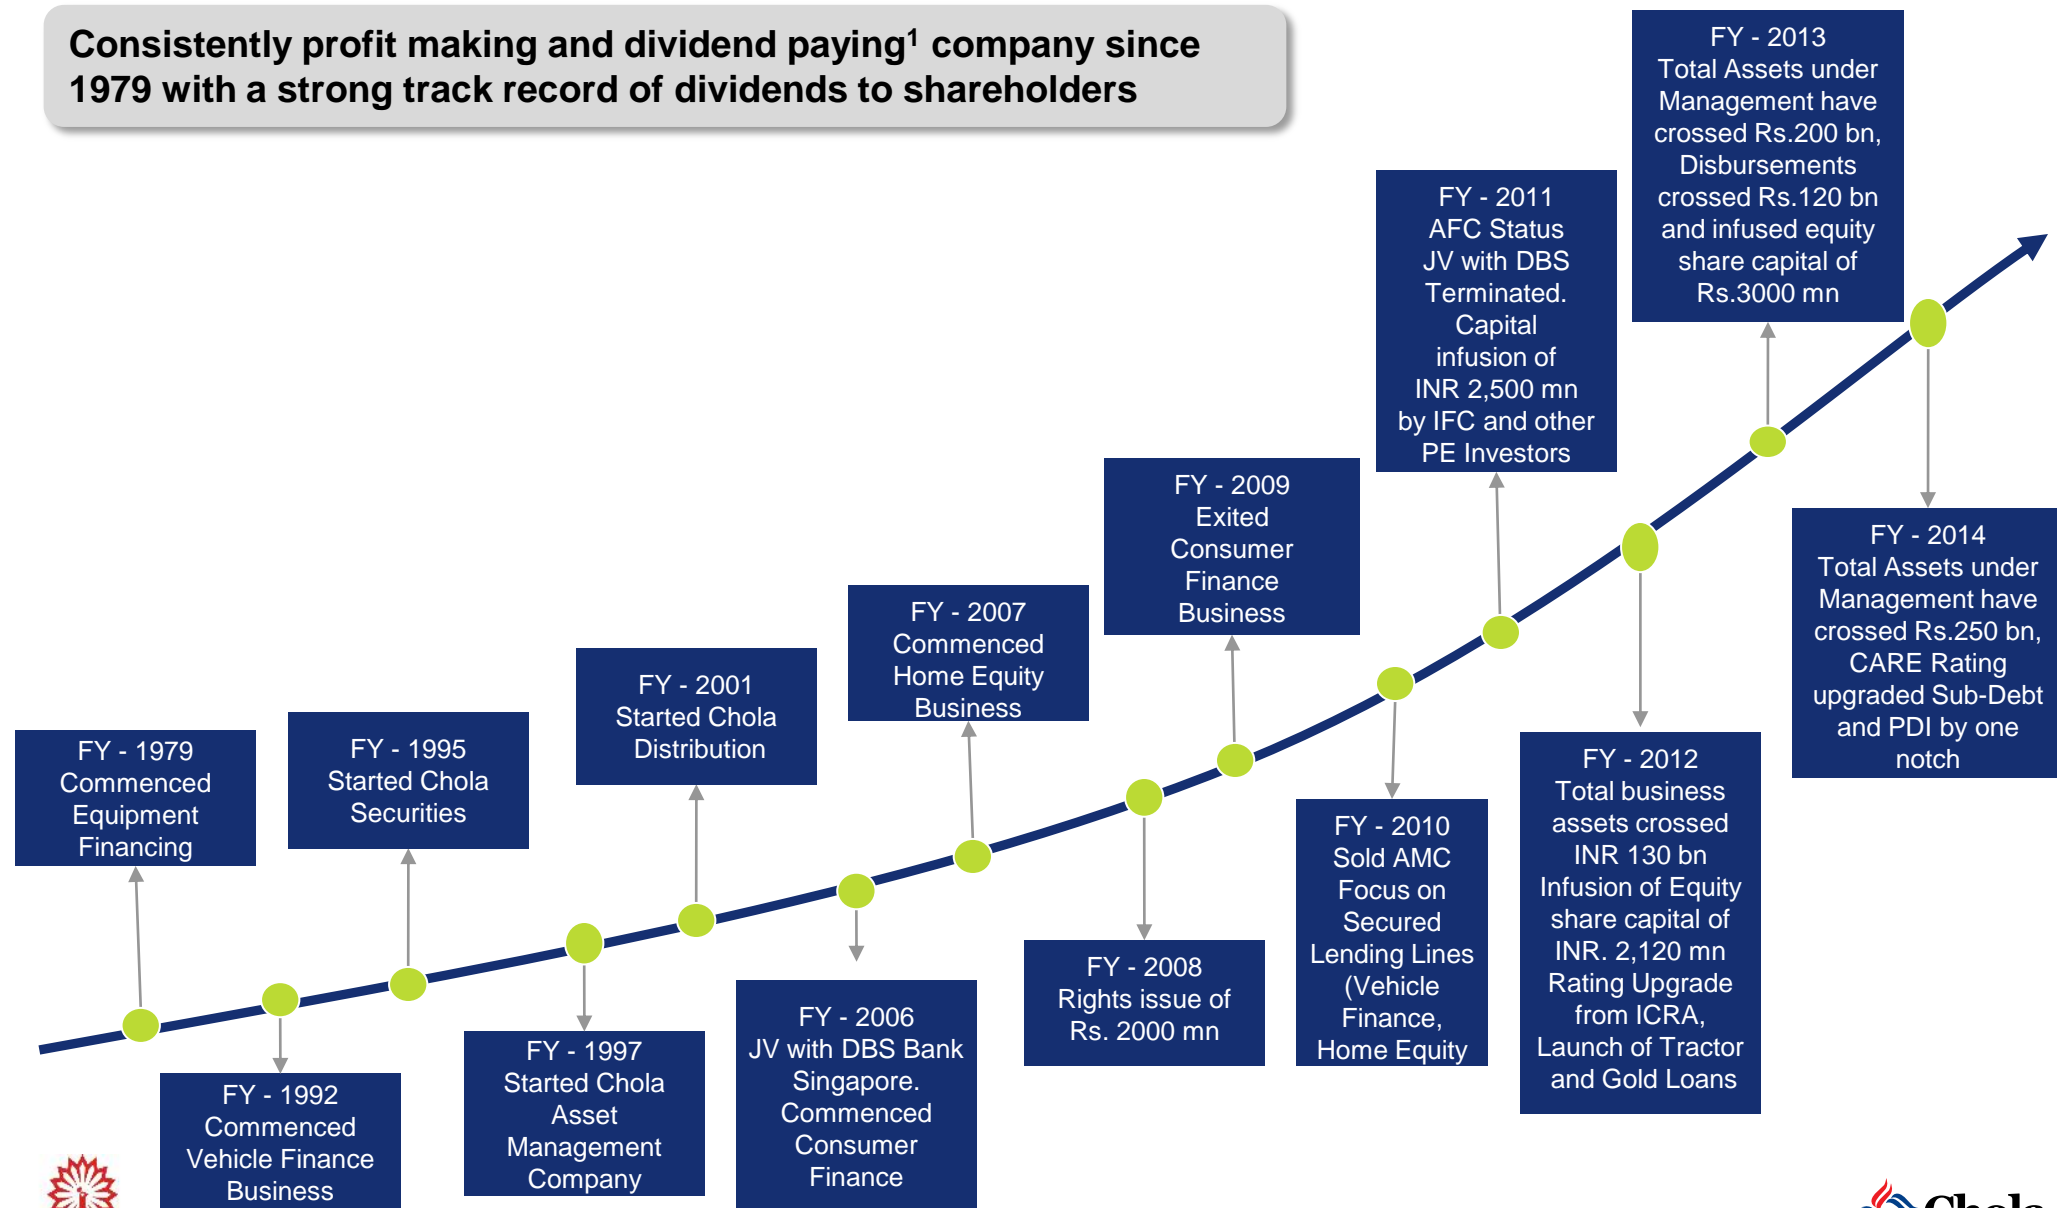 Consistently profit making and dividend paying¹ company since
1979 with a strong track record of dividends to shareholders
FY - 1979
Commenced
Equipment
Financing
FY - 1992
Commenced
Vehicle Finance
Business
FY - 1995
Started Chola
Securities
FY - 1997
Started Chola
Asset
Management
Company
FY - 2001
Started Chola
Distribution
FY - 2006
JV with DBS Bank
Singapore.
Commenced
Consumer
Finance
FY - 2007
Commenced
Home Equity
Business
FY - 2008
Rights issue of
Rs. 2000 mn
FY - 2009
Exited
Consumer
Finance
Business
FY - 2010
Sold AMC
Focus on
Secured
Lending Lines
(Vehicle
Finance,
Home Equity
FY - 2011
AFC Status
JV with DBS
Terminated.
Capital
infusion of
INR 2,500 mn
by IFC and other
PE Investors
FY - 2012
Total business
assets crossed
INR 130 bn
Infusion of Equity
share capital of
INR. 2,120 mn
Rating Upgrade
from ICRA,
Launch of Tractor
and Gold Loans
FY - 2013
Total Assets under
Management have
crossed Rs.200 bn,
Disbursements
crossed Rs.120 bn
and infused equity
share capital of
Rs.3000 mn
FY - 2014
Total Assets under
Management have
crossed Rs.250 bn,
CARE Rating
upgraded Sub-Debt
and PDI by one
notch
Chola